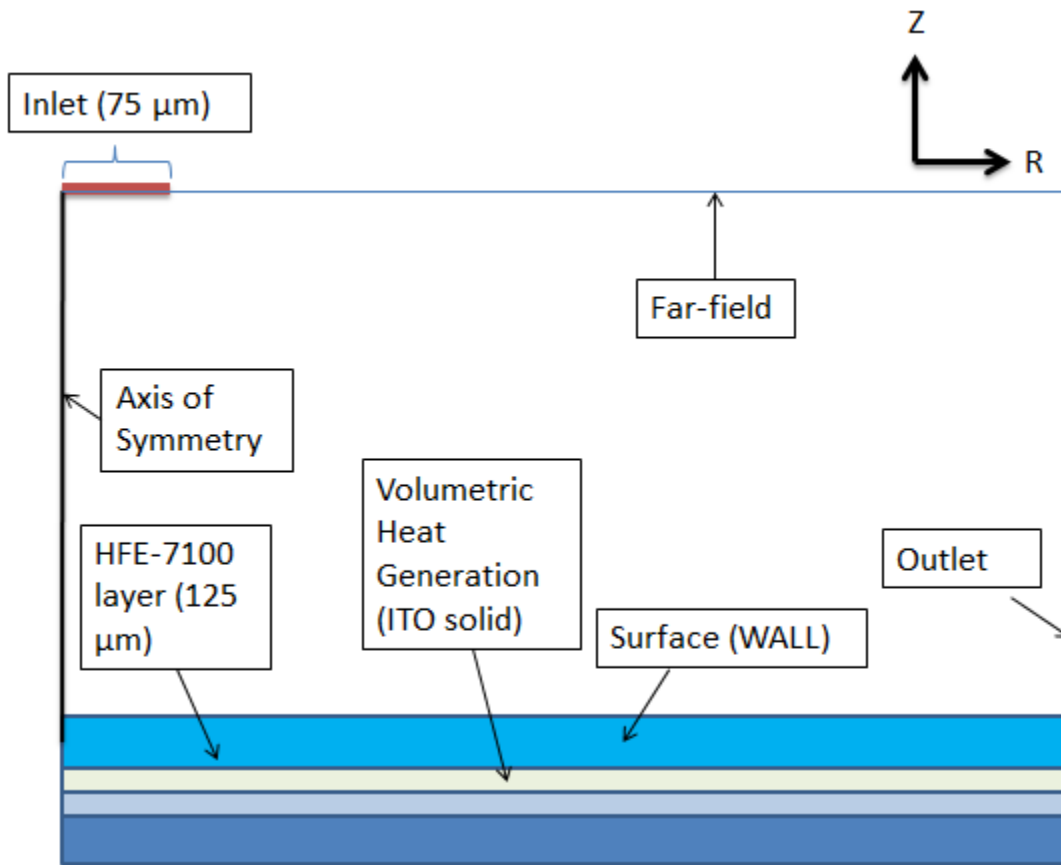 Z
Inlet (75 µm)
R
Far-field
Axis of
Symmetry
Volumetric
Heat
Generation
(ITO solid)
HFE-7100
layer (125
µm)
Outlet
Surface (WALL)